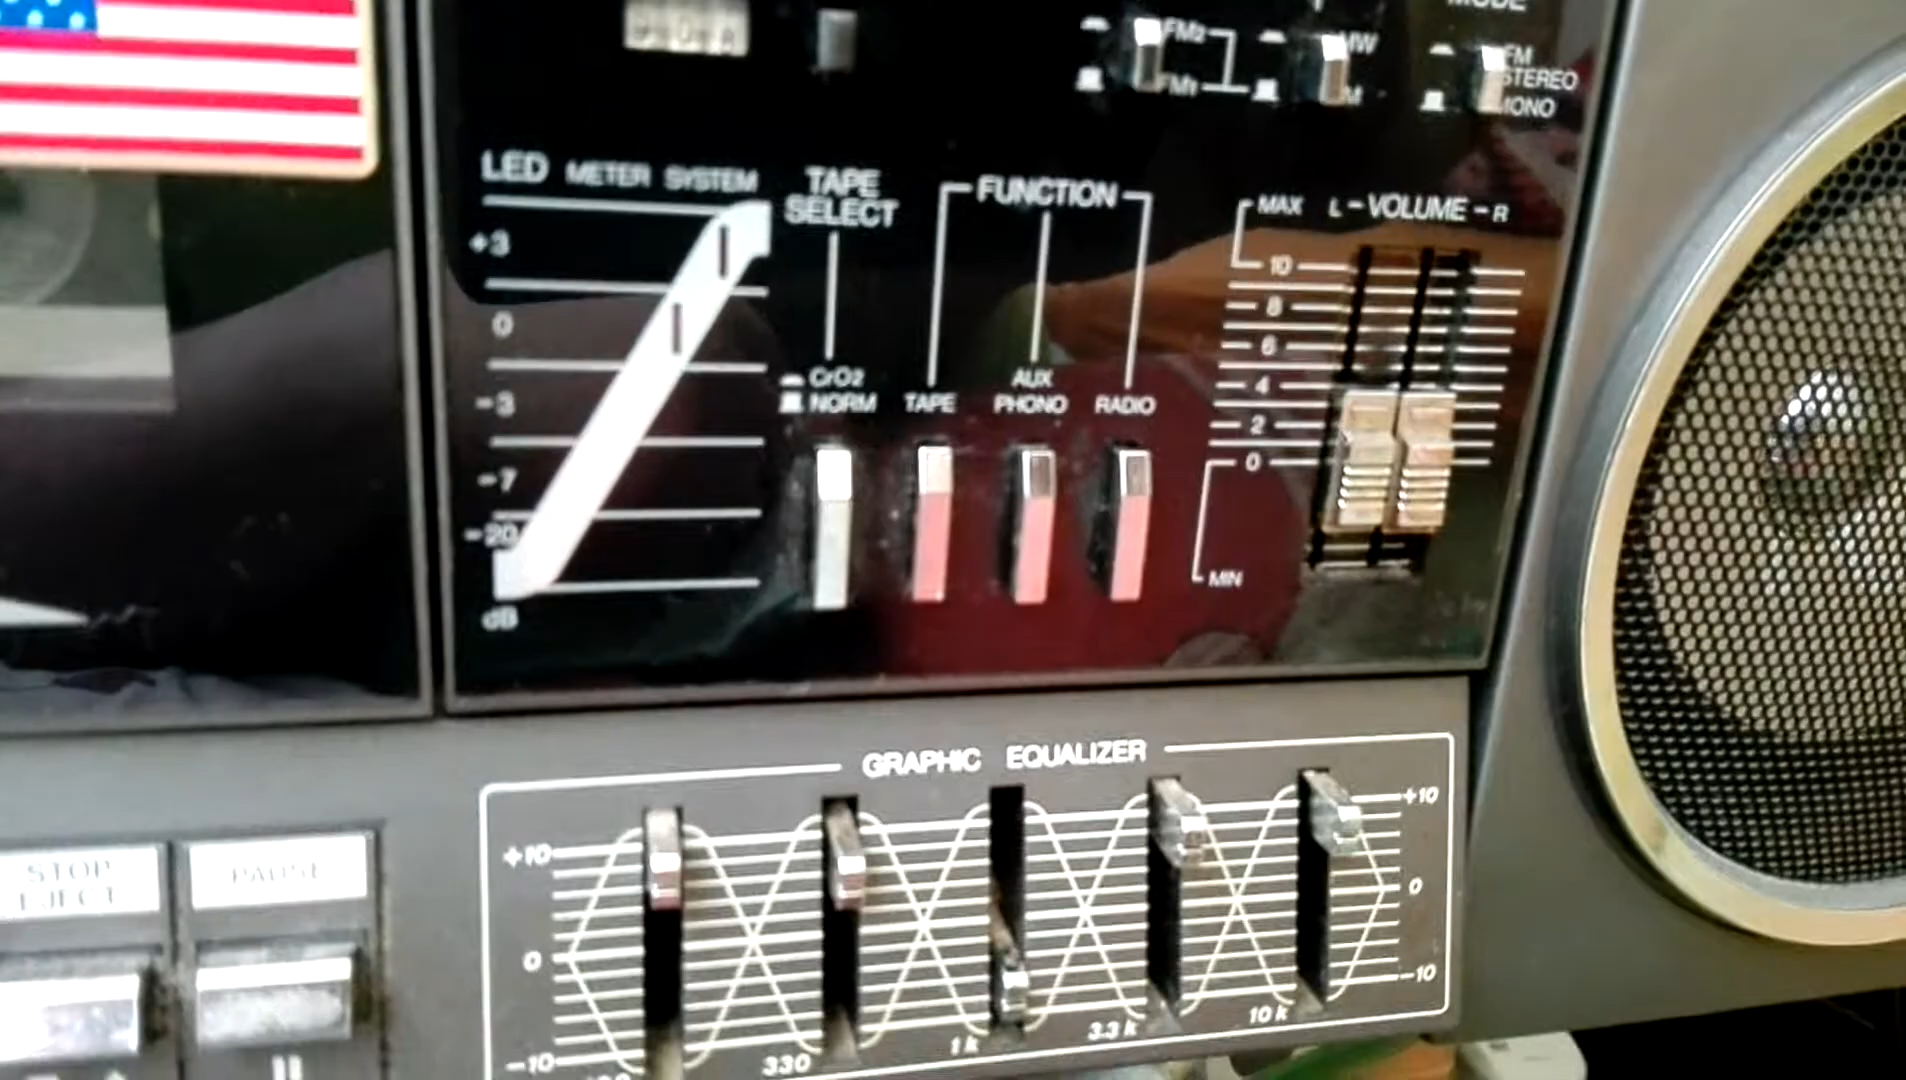 MODE
FM2
FM1
MW
FM
STEREO
MONO
LED METER SYSTEM
TAPE
SELECT
FUNCTION
MAX L - VOLUME - R
+3
0
-3
-7
-20
dB
CrO2
NORM
TAPE
AUX
PHONO
RADIO
10
8
6
4
2
0
MIN
GRAPHIC EQUALIZER
+10
0
-10
+10
0
-10
330
1k
3.3k
10k
STOP
EJECT
PAUSE